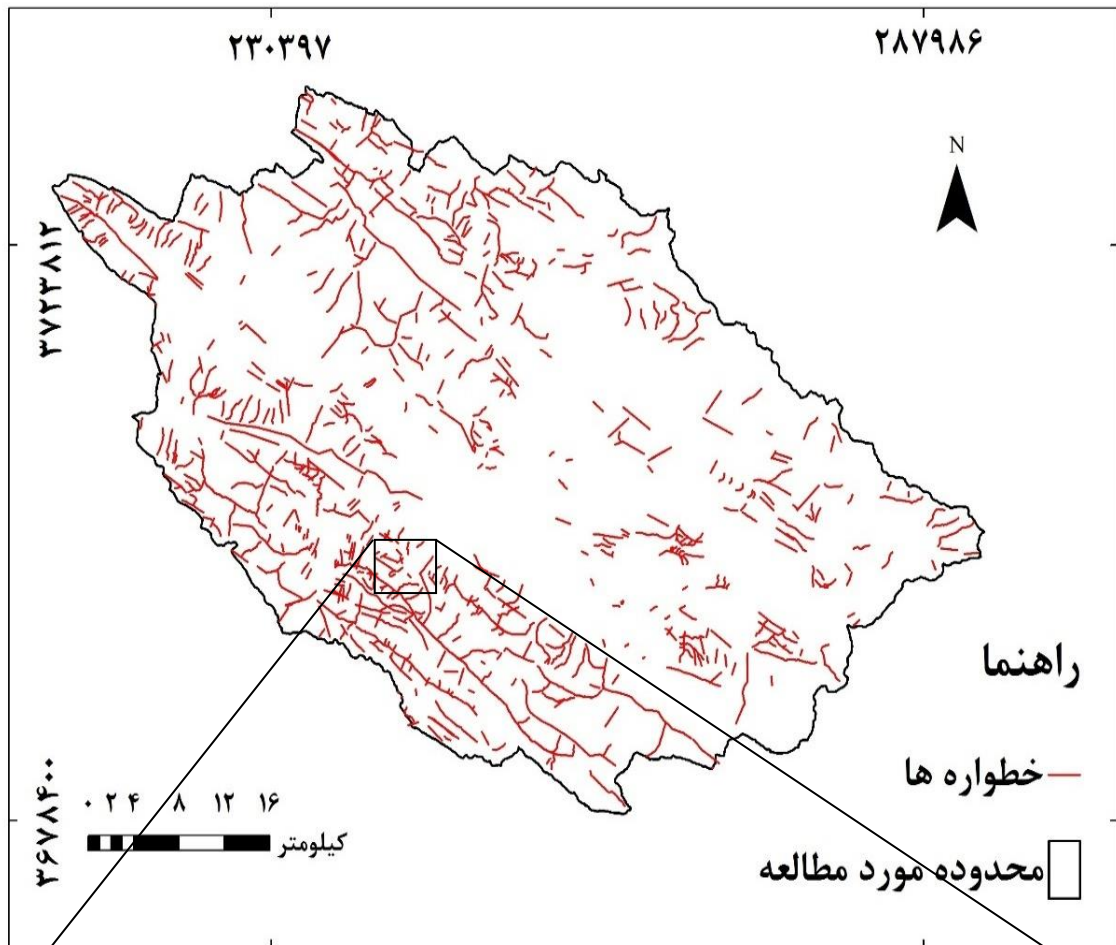 ۲۳۰۳۹۷
۲۸۷۹۸۶
N
۳۷۲۳۸۱۲
راهنما
خطواره ها
۰ ۲ ۴ ۸ ۱۲ ۱۶
کیلومتر
۳۶۷۸۴۰۰
محدوده مورد مطالعه